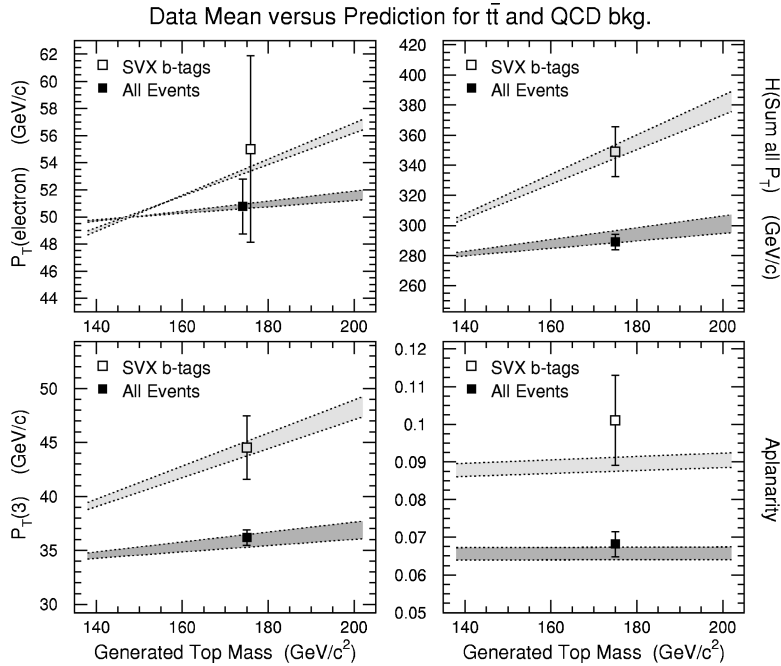 Data Mean versus Prediction for tt̄ and QCD bkg.
P_T(electron) (GeV/c)
62
60
58
56
54
52
50
48
46
44
SVX b-tags
All Events
140 160 180 200
420
400
380
360
340
320
300
280
260
SVX b-tags
All Events
140 160 180 200
H(Sum all P_T) (GeV/c)
P_T(3) (GeV/c)
50
45
40
35
30
SVX b-tags
All Events
140 160 180 200
Generated Top Mass (GeV/c²)
0.12
0.11
0.1
0.09
0.08
0.07
0.06
0.05
SVX b-tags
All Events
140 160 180 200
Generated Top Mass (GeV/c²)
Aplanarity